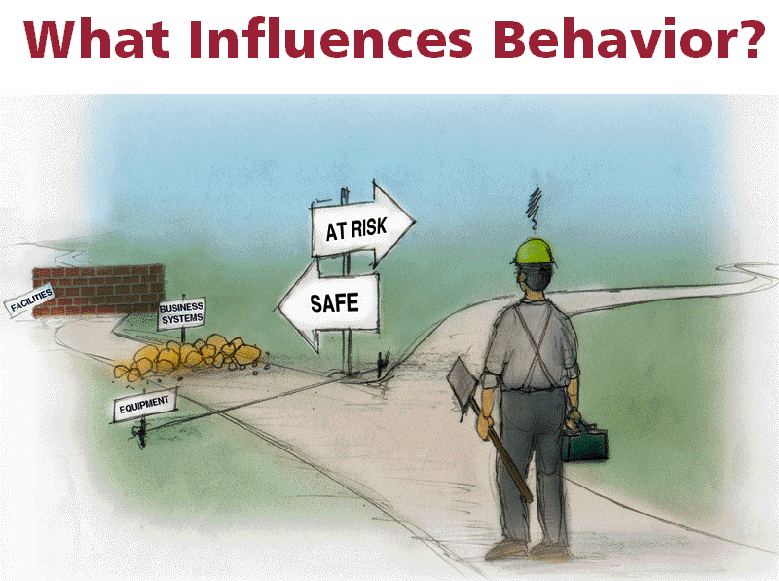 What Influences Behavior?
AT RISK
SAFE
FACILITIES
BUSINESS
SYSTEMS
EQUIPMENT